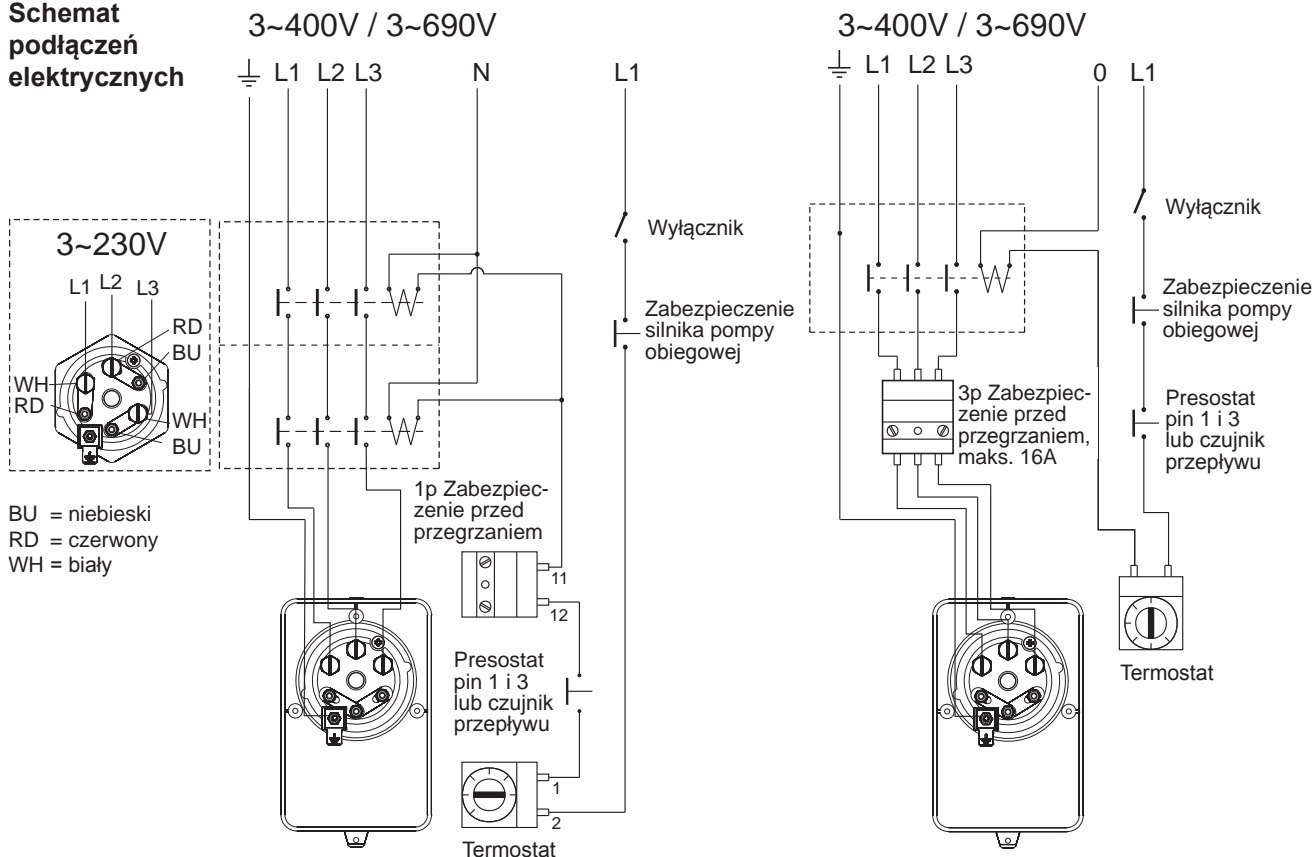 Schemat
podłączeń
elektrycznych
3~400V / 3~690V
L1 L2 L3 N L1
3~230V
L1 L2 L3
RD
BU
WH
RD
WH
BU
BU = niebieski
RD = czerwony
WH = biały
Wyłącznik
Zabezpieczenie
silnika pompy
obiegowej
1p Zabezpiec-
zenie przed
przegrzaniem
11
12
Presostat
pin 1 i 3
lub czujnik
przepływu
1
2
Termostat
3~400V / 3~690V
L1 L2 L3 0 L1
Wyłącznik
Zabezpieczenie
silnika pompy
obiegowej
3p Zabezpiec-
zenie przed
przegrzaniem,
maks. 16A
Presostat
pin 1 i 3
lub czujnik
przepływu
Termostat